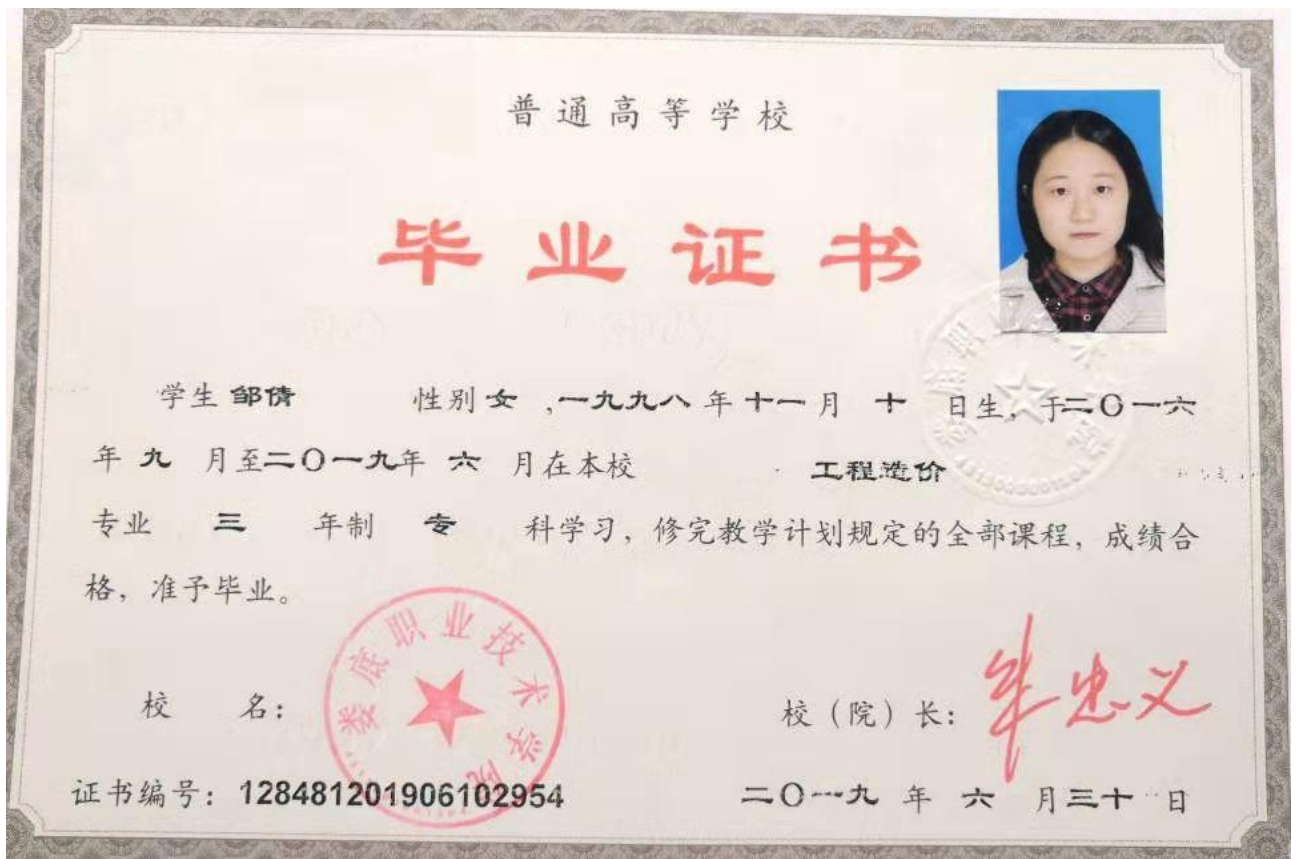 普通高等学校
毕业证书
学生 邹倩 性别 女 ,一九九八 年 十一 月 十 日生, 于二〇一六
年 九 月至二〇一九年 六 月在本校 工程造价
专业 三 年制 专 科学习, 修完教学计划规定的全部课程, 成绩合
格, 准予毕业。
娄底职业技术学院
校 名:
校 (院) 长:
证书编号: 128481201906102954
二〇一九 年 六 月三十 日